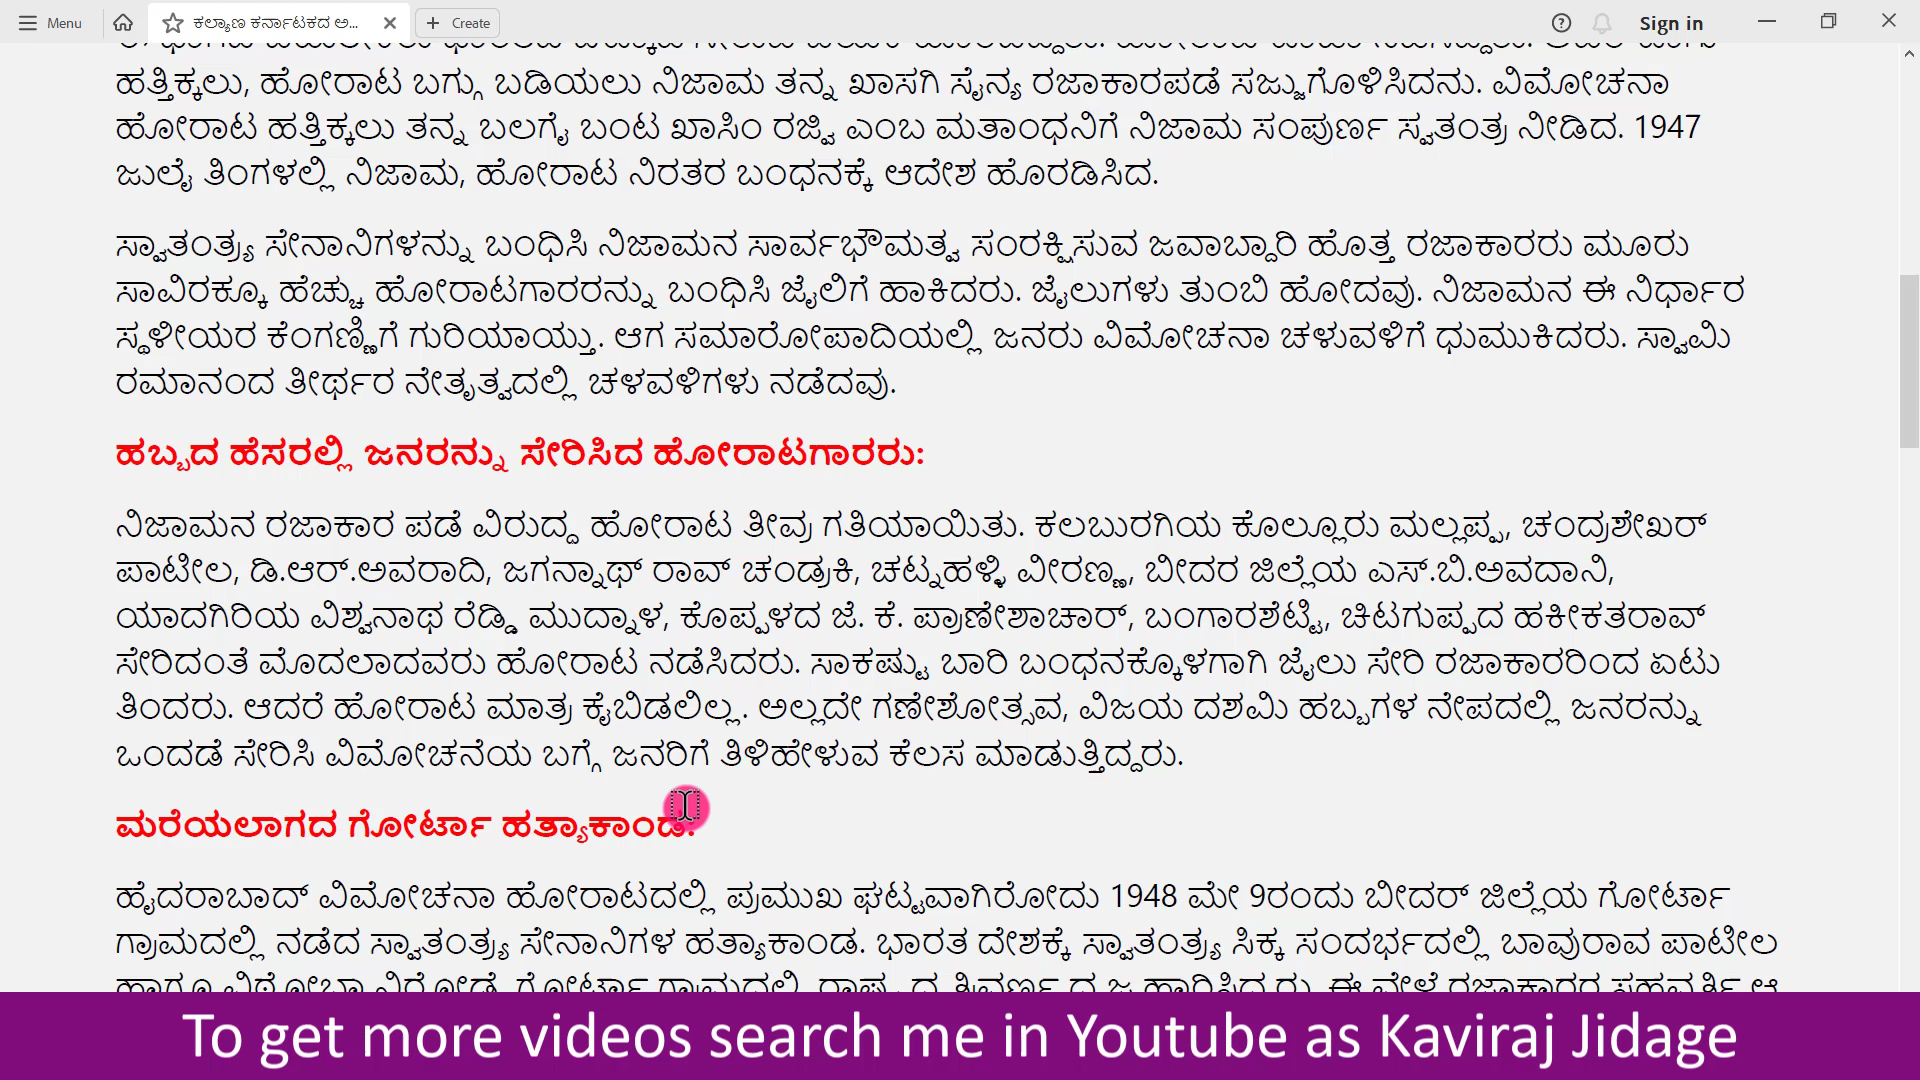 Menu
ಕಲ್ಯಾಣ ಕರ್ನಾಟಕದ ಅ...
Create
Sign in
ಹತ್ತಿಕ್ಕಲು, ಹೋರಾಟ ಬಗ್ಗು ಬಡಿಯಲು ನಿಜಾಮ ತನ್ನ ಖಾಸಗಿ ಸೈನ್ಯ ರಜಾಕಾರಪಡೆ ಸಜ್ಜುಗೊಳಿಸಿದನು. ವಿಮೋಚನಾ
ಹೋರಾಟ ಹತ್ತಿಕ್ಕಲು ತನ್ನ ಬಲಗೈ ಬಂಟ ಖಾಸಿಂ ರಜ್ವಿ ಎಂಬ ಮತಾಂಧನಿಗೆ ನಿಜಾಮ ಸಂಪುರ್ಣ ಸ್ವತಂತ್ರ ನೀಡಿದ. 1947
ಜುಲೈ ತಿಂಗಳಲ್ಲಿ ನಿಜಾಮ, ಹೋರಾಟ ನಿರತರ ಬಂಧನಕ್ಕೆ ಆದೇಶ ಹೊರಡಿಸಿದ.
ಸ್ವಾತಂತ್ರ್ಯ ಸೇನಾನಿಗಳನ್ನು ಬಂಧಿಸಿ ನಿಜಾಮನ ಸಾರ್ವಭೌಮತ್ವ ಸಂರಕ್ಷಿಸುವ ಜವಾಬ್ದಾರಿ ಹೊತ್ತ ರಜಾಕಾರರು ಮೂರು
ಸಾವಿರಕ್ಕೂ ಹೆಚ್ಚು ಹೋರಾಟಗಾರರನ್ನು ಬಂಧಿಸಿ ಜೈಲಿಗೆ ಹಾಕಿದರು. ಜೈಲುಗಳು ತುಂಬಿ ಹೋದವು. ನಿಜಾಮನ ಈ ನಿರ್ಧಾರ
ಸ್ಥಳೀಯರ ಕೆಂಗಣ್ಣಿಗೆ ಗುರಿಯಾಯ್ತು. ಆಗ ಸಮಾರೋಪಾದಿಯಲ್ಲಿ ಜನರು ವಿಮೋಚನಾ ಚಳುವಳಿಗೆ ಧುಮುಕಿದರು. ಸ್ವಾಮಿ
ರಮಾನಂದ ತೀರ್ಥರ ನೇತೃತ್ವದಲ್ಲಿ ಚಳವಳಿಗಳು ನಡೆದವು.
ಹಬ್ಬದ ಹೆಸರಲ್ಲಿ ಜನರನ್ನು ಸೇರಿಸಿದ ಹೋರಾಟಗಾರರು:
ನಿಜಾಮನ ರಜಾಕಾರ ಪಡೆ ವಿರುದ್ಧ ಹೋರಾಟ ತೀವ್ರ ಗತಿಯಾಯಿತು. ಕಲಬುರಗಿಯ ಕೊಲ್ಲೂರು ಮಲ್ಲಪ್ಪ, ಚಂದ್ರಶೇಖರ್
ಪಾಟೀಲ, ಡಿ.ಆರ್.ಅವರಾದಿ, ಜಗನ್ನಾಥ್ ರಾವ್ ಚಂಡ್ರಕಿ, ಚಟ್ನಹಳ್ಳಿ ವೀರಣ್ಣ, ಬೀದರ ಜಿಲ್ಲೆಯ ಎಸ್.ಬಿ.ಅವದಾನಿ,
ಯಾದಗಿರಿಯ ವಿಶ್ವನಾಥ ರೆಡ್ಡಿ ಮುದ್ನಾಳ, ಕೊಪ್ಪಳದ ಜೆ. ಕೆ. ಪ್ರಾಣೇಶಾಚಾರ್, ಬಂಗಾರಶೆಟ್ಟಿ, ಚಿಟಗುಪ್ಪದ ಹಕೀಕತರಾವ್
ಸೇರಿದಂತೆ ಮೊದಲಾದವರು ಹೋರಾಟ ನಡೆಸಿದರು. ಸಾಕಷ್ಟು ಬಾರಿ ಬಂಧನಕ್ಕೊಳಗಾಗಿ ಜೈಲು ಸೇರಿ ರಜಾಕಾರರಿಂದ ಏಟು
ತಿಂದರು. ಆದರೆ ಹೋರಾಟ ಮಾತ್ರ ಕೈಬಿಡಲಿಲ್ಲ. ಅಲ್ಲದೇ ಗಣೇಶೋತ್ಸವ, ವಿಜಯ ದಶಮಿ ಹಬ್ಬಗಳ ನೇಪದಲ್ಲಿ ಜನರನ್ನು
ಒಂದಡೆ ಸೇರಿಸಿ ವಿಮೋಚನೆಯ ಬಗ್ಗೆ ಜನರಿಗೆ ತಿಳಿಹೇಳುವ ಕೆಲಸ ಮಾಡುತ್ತಿದ್ದರು.
ಮರೆಯಲಾಗದ ಗೋರ್ಟಾ ಹತ್ಯಾಕಾಂಡ:
ಹೈದರಾಬಾದ್ ವಿಮೋಚನಾ ಹೋರಾಟದಲ್ಲಿ ಪ್ರಮುಖ ಘಟ್ಟವಾಗಿರೋದು 1948 ಮೇ 9ರಂದು ಬೀದರ್ ಜಿಲ್ಲೆಯ ಗೋರ್ಟಾ
ಗ್ರಾಮದಲ್ಲಿ ನಡೆದ ಸ್ವಾತಂತ್ರ್ಯ ಸೇನಾನಿಗಳ ಹತ್ಯಾಕಾಂಡ. ಭಾರತ ದೇಶಕ್ಕೆ ಸ್ವಾತಂತ್ರ್ಯ ಸಿಕ್ಕ ಸಂದರ್ಭದಲ್ಲಿ ಬಾವುರಾವ ಪಾಟೀಲ
To get more videos search me in Youtube as Kaviraj Jidage